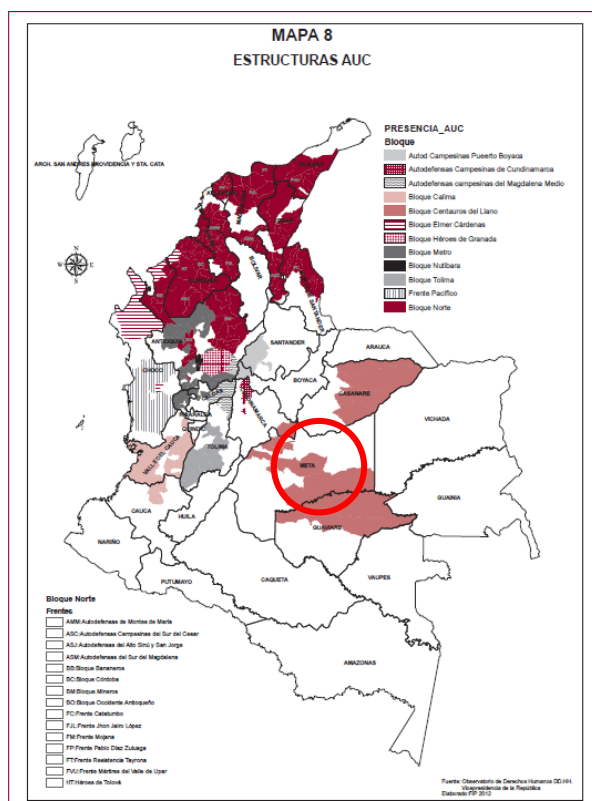 MAPA 8
ESTRUCTURAS AUC
ARCH. SAN ANDRES PROVIDENCIA Y STA. CATA
PRESENCIA_AUC
Bloque
Autod Campesinas Puerto Boyaca
Autodefensas Campesinas de Cundinamarca
Autodefensas campesinas del Magdalena Medio
Bloque Calima
Bloque Centauros del Llano
Bloque Elmer Cárdenas
Bloque Héroes de Granada
Bloque Metro
Bloque Nutibara
Bloque Tolima
Frente Pacífico
Bloque Norte
N
W
E
S
BOLIVAR
ANTIOQUIA
SANTANDER
ARAUCA
CHOCO
BOYACA
CASANARE
VICHADA
QUINDIO
TOLIMA
META
VALLE DEL CAUCA
GUAINIA
CAUCA
HUILA
GUAVIARE
NARIÑO
PUTUMAYO
CAQUETA
VAUPES
AMAZONAS
Bloque Norte
Frentes
AMM:Autodefensas de Montes de María
ASC:Autodefensas Campesinas del Sur del Cesar
ASJ:Autodefensas del Alto Sinú y San Jorge
ASM:Autodefensas del Sur del Magdalena
BB:Bloque Bananeros
BC:Bloque Córdoba
BM:Bloque Mineros
BO:Bloque Occidente Antioqueño
FC:Frente Catatumbo
FJL:Frente Jhon Jairo López
FM:Frente Mojana
FP:Frente Pablo Díaz Zuluaga
FT:Frente Resistencia Tayrona
FVU:Frente Mártires del Valle de Upar
HT:Héroes de Tolová
Fuente: Observatorio de Derechos Humanos DD.HH.
Vicepresidencia de la República
Elaborado FIP 2012